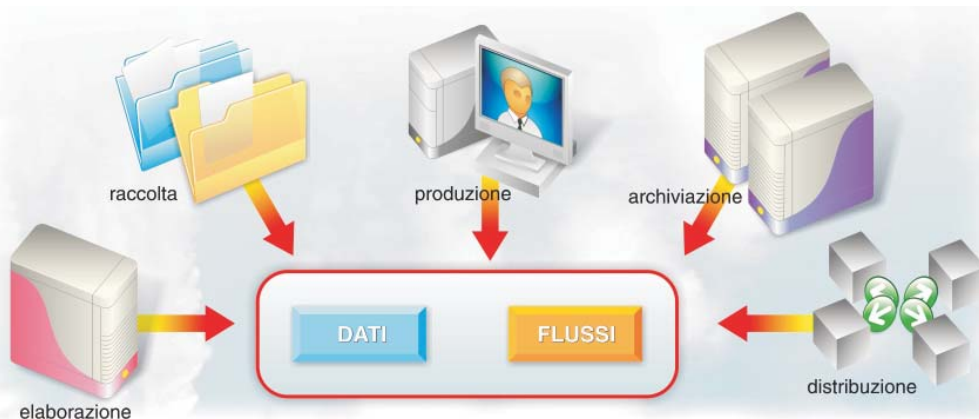 raccolta
produzione
archiviazione
DATI
FLUSSI
elaborazione
distribuzione